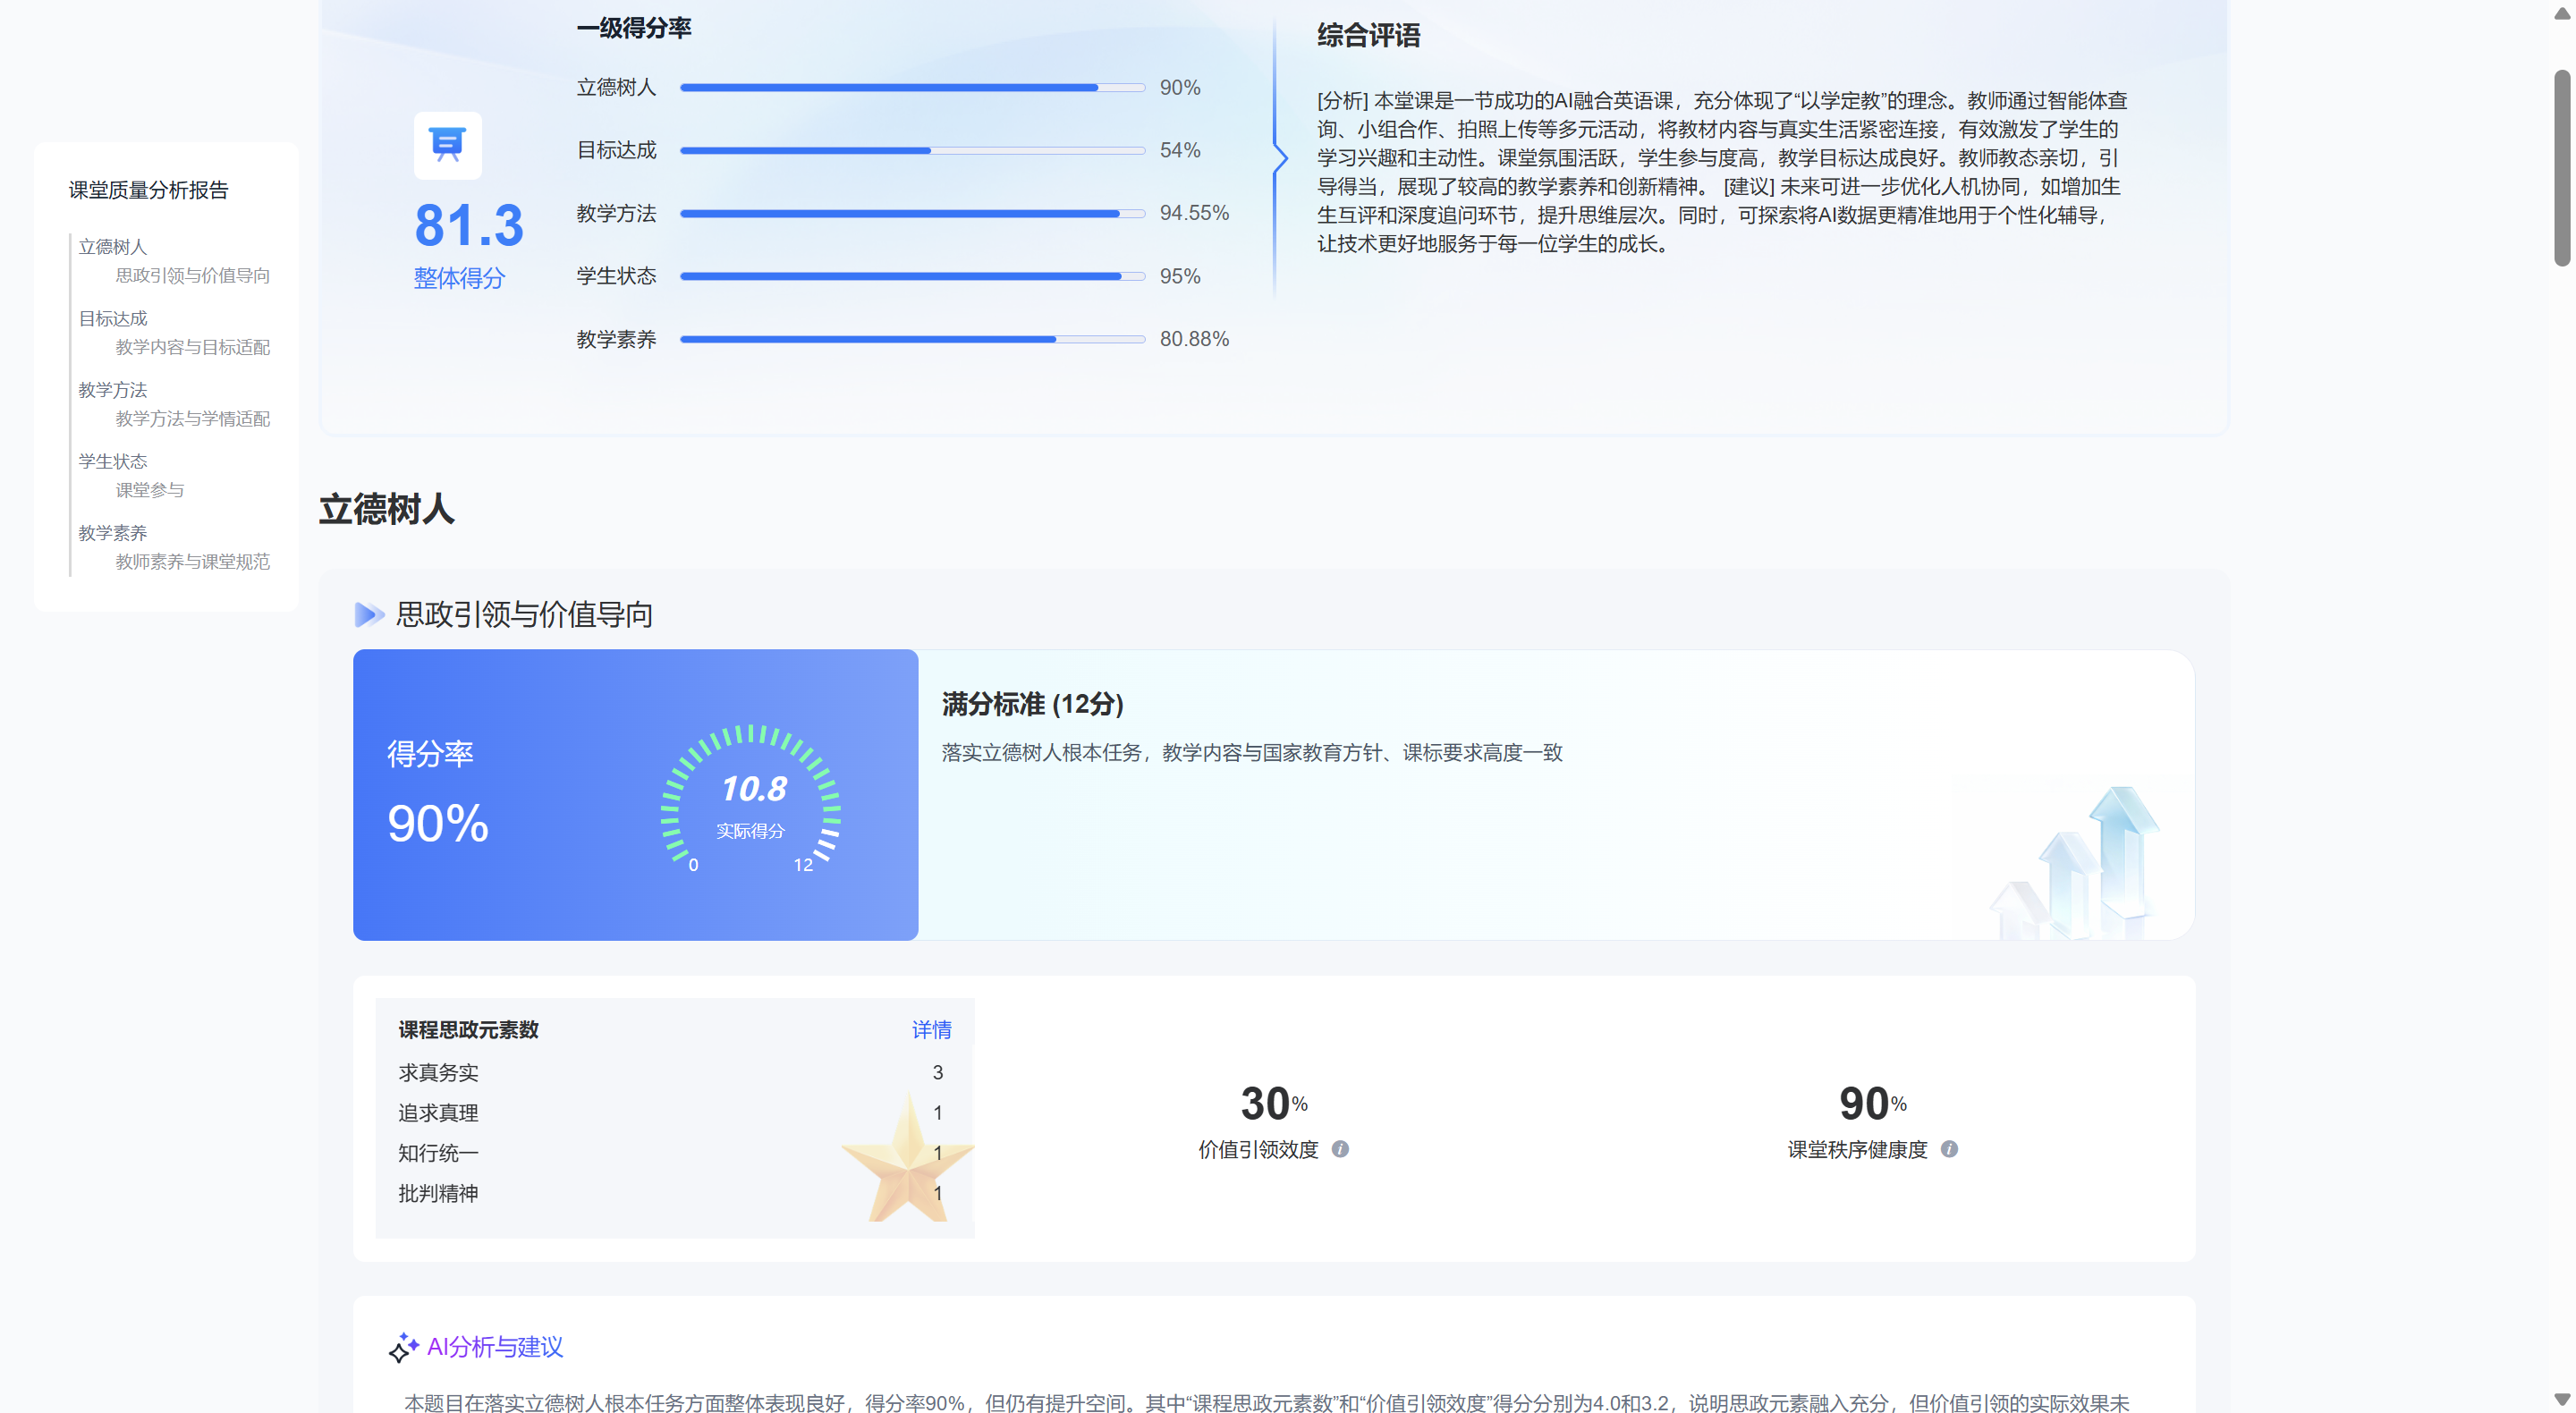 课堂质量分析报告
立德树人
思政引领与价值导向
目标达成
教学内容与目标适配
教学方法
教学方法与学情适配
学生状态
课堂参与
教学素养
教师素养与课堂规范
81.3
整体得分
一级得分率
立德树人 90%
目标达成 54%
教学方法 94.55%
学生状态 95%
教学素养 80.88%
综合评语
[分析] 本堂课是一节成功的AI融合英语课，充分体现了“以学定教”的理念。教师通过智能体查
询、小组合作、拍照上传等多元活动，将教材内容与真实生活紧密连接，有效激发了学生的
学习兴趣和主动性。课堂氛围活跃，学生参与度高，教学目标达成良好。教师教态亲切，引
导得当，展现了较高的教学素养和创新精神。 [建议] 未来可进一步优化人机协同，如增加生
生互评和深度追问环节，提升思维层次。同时，可探索将AI数据更精准地用于个性化辅导，
让技术更好地服务于每一位学生的成长。
立德树人
思政引领与价值导向
得分率
90%
10.8
实际得分
0 12
满分标准 (12分)
落实立德树人根本任务，教学内容与国家教育方针、课标要求高度一致
课程思政元素数 详情
求真务实 3
追求真理 1
知行统一 1
批判精神 1
30%
价值引领效度
90%
课堂秩序健康度
AI分析与建议
本题目在落实立德树人根本任务方面整体表现良好，得分率90%，但仍有提升空间。其中“课程思政元素数”和“价值引领效度”得分分别为4.0和3.2，说明思政元素融入充分，但价值引领的实际效果未